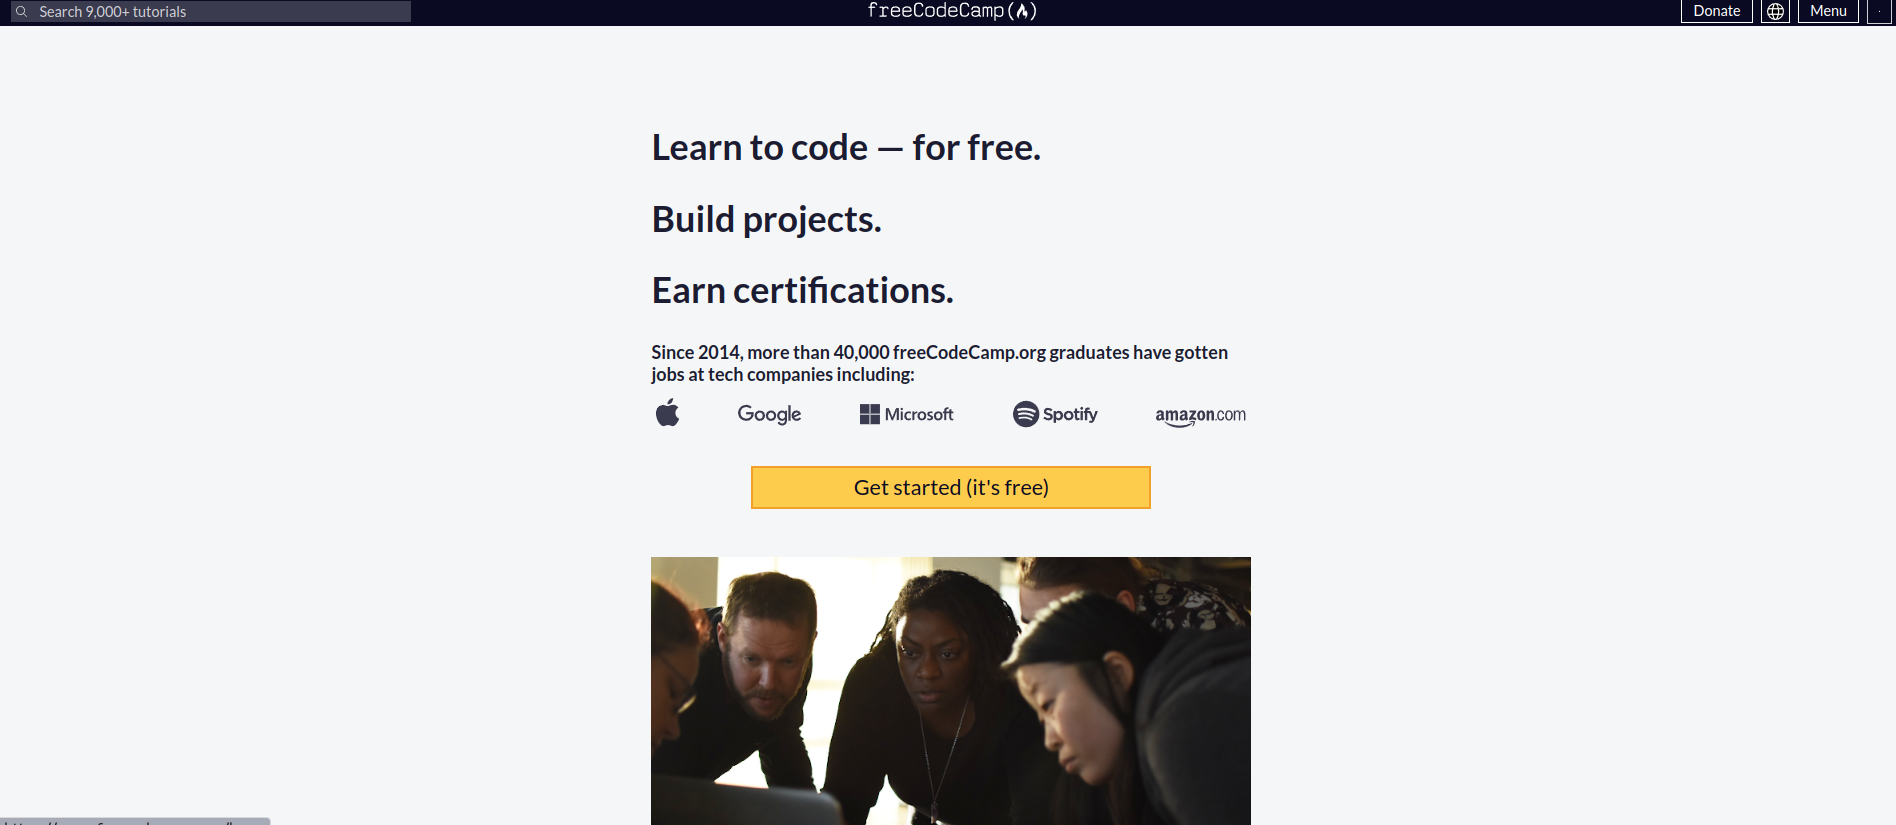 Search 9,000+ tutorials
freeCodeCamp(🔥)
Donate
Menu
Learn to code — for free.
Build projects.
Earn certifications.
Since 2014, more than 40,000 freeCodeCamp.org graduates have gotten
jobs at tech companies including:
Google
Microsoft
Spotify
amazon.com
Get started (it's free)